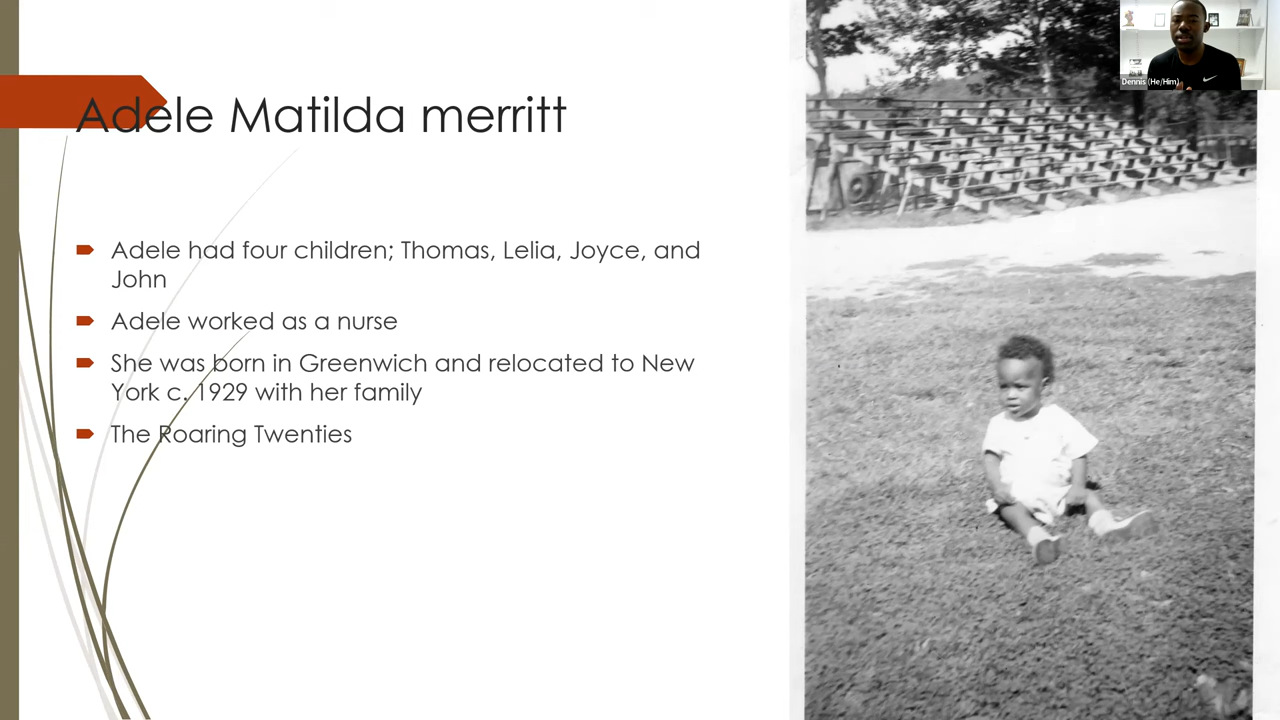 Adele Matilda merritt
Adele had four children; Thomas, Lelia, Joyce, and
John
Adele worked as a nurse
She was born in Greenwich and relocated to New
York c. 1929 with her family
The Roaring Twenties
Dennis (He/Him)